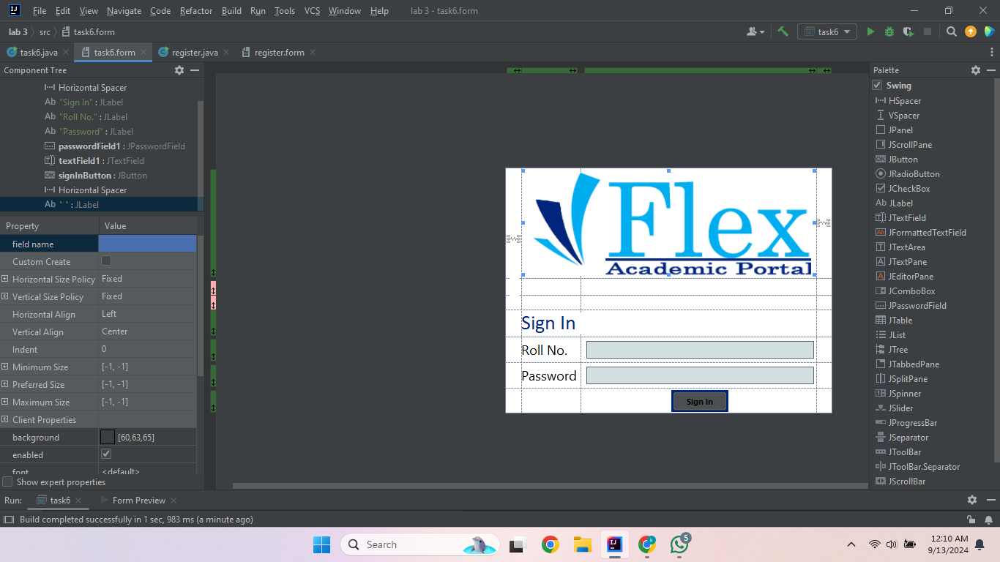 File Edit View Navigate Code Refactor Build Run Tools VCS Window Help lab 3 - task6.form
lab 3 src task6.form task6
task6.java task6.form register.java register.form
Component Tree
Horizontal Spacer
Ab "Sign In" : JLabel
Ab "Roll No." : JLabel
Ab "Password" : JLabel
passwordField1 : JPasswordField
textField1 : JTextField
OK signInButton : JButton
Horizontal Spacer
Ab " " : JLabel
Property Value
field name
Custom Create
Horizontal Size Policy Fixed
Vertical Size Policy Fixed
Horizontal Align Left
Vertical Align Center
Indent 0
Minimum Size [-1, -1]
Preferred Size [-1, -1]
Maximum Size [-1, -1]
Client Properties
background [60,63,65]
enabled
font <default>
Show expert properties
Flex
Academic Portal
Sign In
Roll No.
Password
Sign In
Palette
Swing
HSpacer
VSpacer
JPanel
JScrollPane
OK JButton
JRadioButton
JCheckBox
Ab JLabel
JTextField
Ab JFormattedTextField
JTextArea
JTextPane
JEditorPane
JComboBox
JPasswordField
JTable
JList
JTree
JTabbedPane
JSplitPane
JSpinner
JSlider
JProgressBar
JSeparator
JToolBar
JToolBar.Separator
JScrollBar
Run: task6 Form Preview
Build completed successfully in 1 sec, 983 ms (a minute ago)
Search
5
12:10 AM
9/13/2024